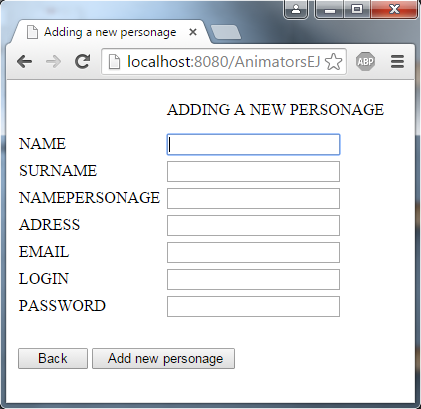 Adding a new personage
localhost:8080/AnimatorsEJ
ABP
ADDING A NEW PERSONAGE
NAME
SURNAME
NAMEPERSONAGE
ADRESS
EMAIL
LOGIN
PASSWORD
Back Add new personage